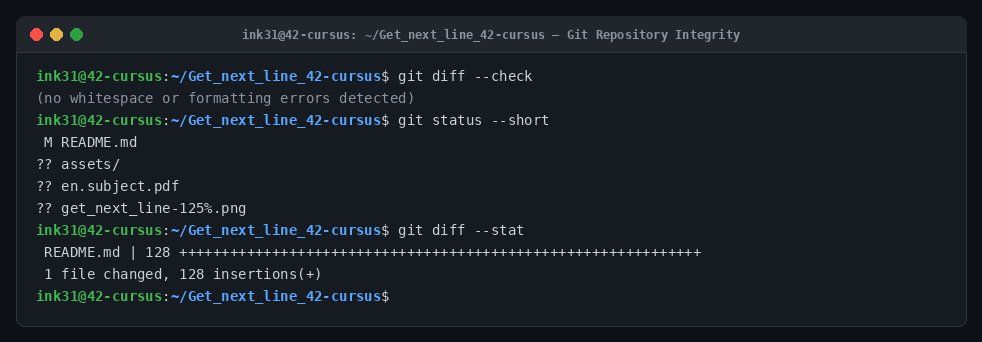 ink31@42-cursus: ~/Get_next_line_42-cursus — Git Repository Integrity
ink31@42-cursus:~/Get_next_line_42-cursus$ git diff --check
(no whitespace or formatting errors detected)
ink31@42-cursus:~/Get_next_line_42-cursus$ git status --short
 M README.md
?? assets/
?? en.subject.pdf
?? get_next_line-125%.png
ink31@42-cursus:~/Get_next_line_42-cursus$ git diff --stat
 README.md | 128 ++++++++++++++++++++++++++++++++++++++++++++++++++++++++++++++
 1 file changed, 128 insertions(+)
ink31@42-cursus:~/Get_next_line_42-cursus$